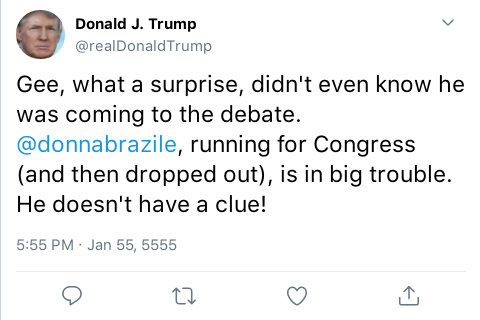 Donald J. Trump
@realDonaldTrump
Gee, what a surprise, didn't even know he
was coming to the debate.
@donnabrazile, running for Congress
(and then dropped out), is in big trouble.
He doesn't have a clue!
5:55 PM · Jan 55, 5555